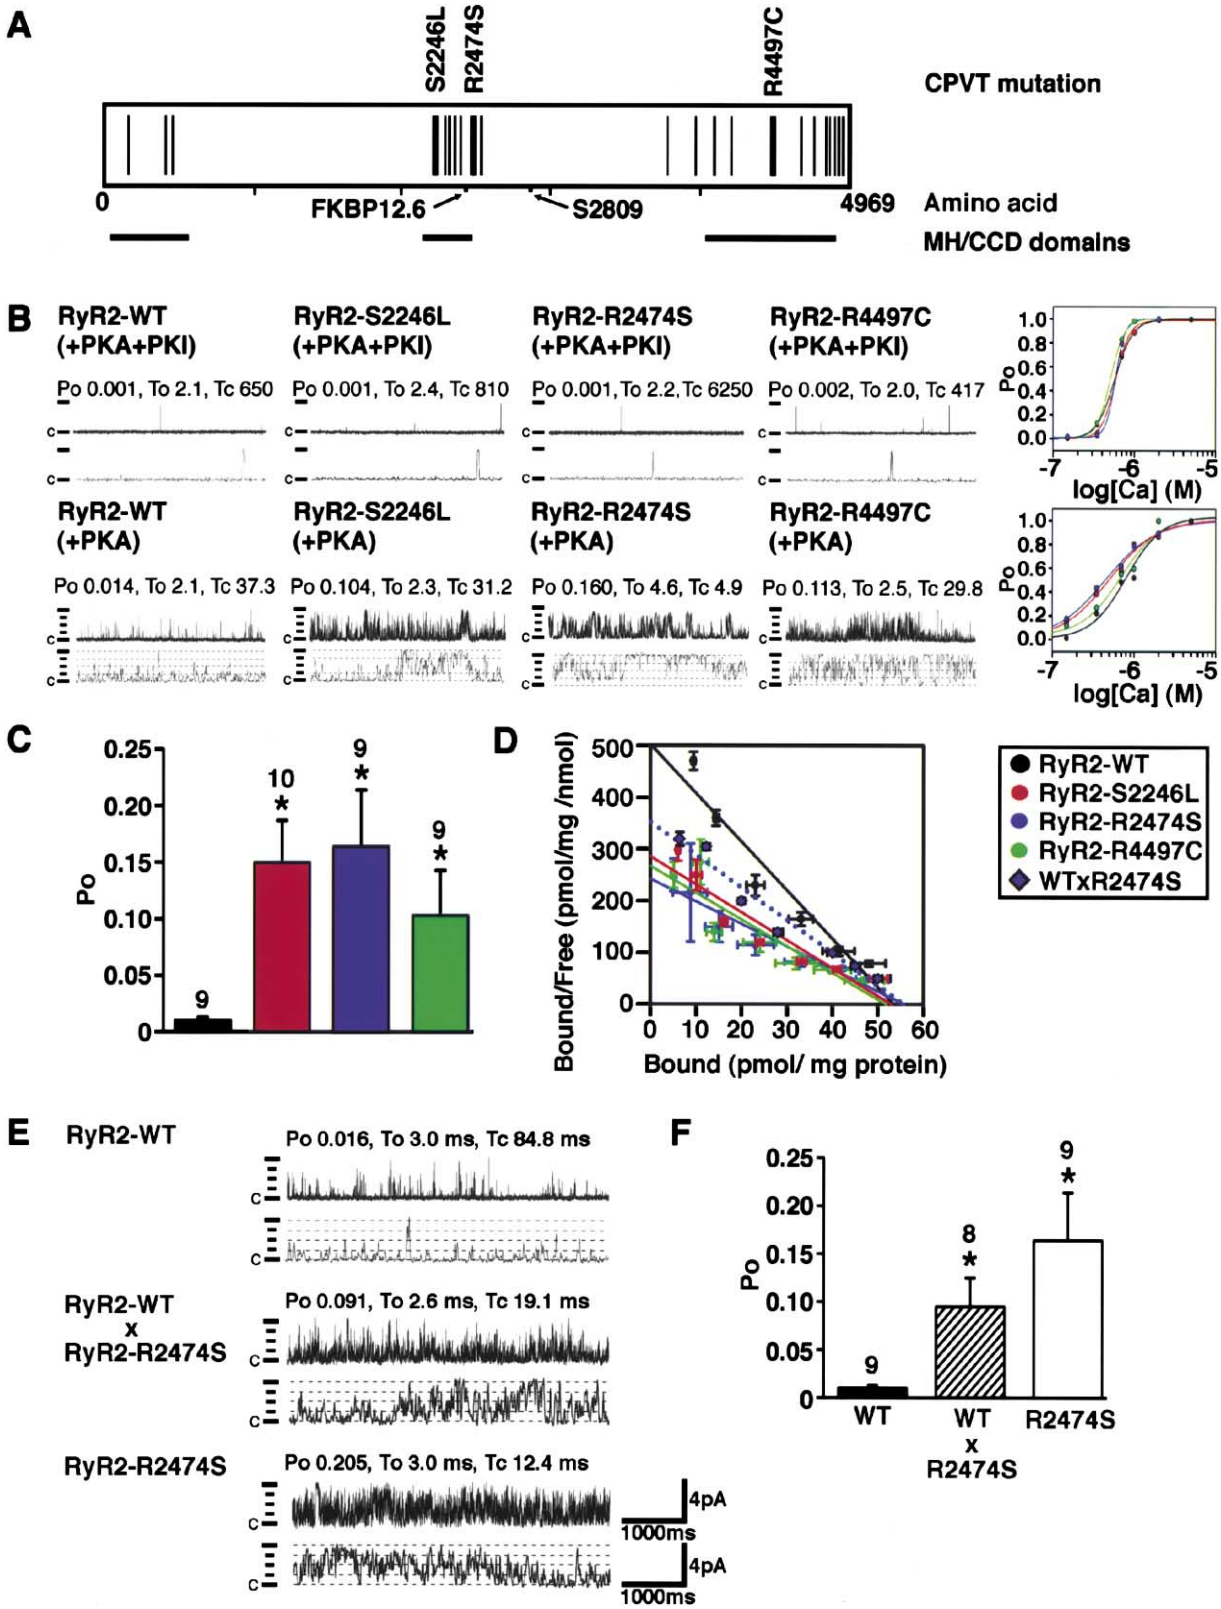 A
S2246L
R2474S
R4497C
CPVT mutation
0
FKBP12.6
S2809
4969
Amino acid
MH/CCD domains
B
RyR2-WT
(+PKA+PKI)
RyR2-S2246L
(+PKA+PKI)
RyR2-R2474S
(+PKA+PKI)
RyR2-R4497C
(+PKA+PKI)
Po 0.001, To 2.1, Tc 650
Po 0.001, To 2.4, Tc 810
Po 0.001, To 2.2, Tc 6250
Po 0.002, To 2.0, Tc 417
c
c
c
c
c
c
c
c
Po
1.0
0.8
0.6
0.4
0.2
0.0
-7
-6
-5
log[Ca] (M)
RyR2-WT
(+PKA)
RyR2-S2246L
(+PKA)
RyR2-R2474S
(+PKA)
RyR2-R4497C
(+PKA)
Po 0.014, To 2.1, Tc 37.3
Po 0.104, To 2.3, Tc 31.2
Po 0.160, To 4.6, Tc 4.9
Po 0.113, To 2.5, Tc 29.8
c
c
c
c
c
c
c
c
Po
1.0
0.8
0.6
0.4
0.2
0.0
-7
-6
-5
log[Ca] (M)
C
Po
0.25
0.20
0.15
0.10
0.05
0
9
10
*
9
*
9
*
D
Bound/Free (pmol/mg /nmol)
500
400
300
200
100
0
0 10 20 30 40 50 60
Bound (pmol/ mg protein)
RyR2-WT
RyR2-S2246L
RyR2-R2474S
RyR2-R4497C
WTxR2474S
E
RyR2-WT
Po 0.016, To 3.0 ms, Tc 84.8 ms
c
c
RyR2-WT
x
RyR2-R2474S
Po 0.091, To 2.6 ms, Tc 19.1 ms
c
c
RyR2-R2474S
Po 0.205, To 3.0 ms, Tc 12.4 ms
c
4pA
1000ms
c
4pA
1000ms
F
Po
0.25
0.20
0.15
0.10
0.05
0
9
8
*
9
*
WT
WT
x
R2474S
R2474S